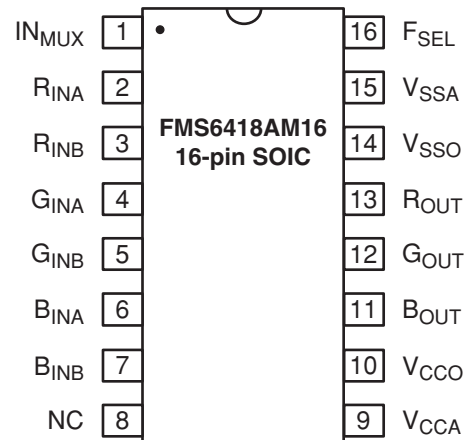 IN_MUX 1 16 F_SEL
R_INA 2 15 V_SSA
FMS6418AM16
R_INB 3 14 V_SSO
16-pin SOIC
G_INA 4 13 R_OUT
G_INB 5 12 G_OUT
B_INA 6 11 B_OUT
B_INB 7 10 V_CCO
NC 8 9 V_CCA